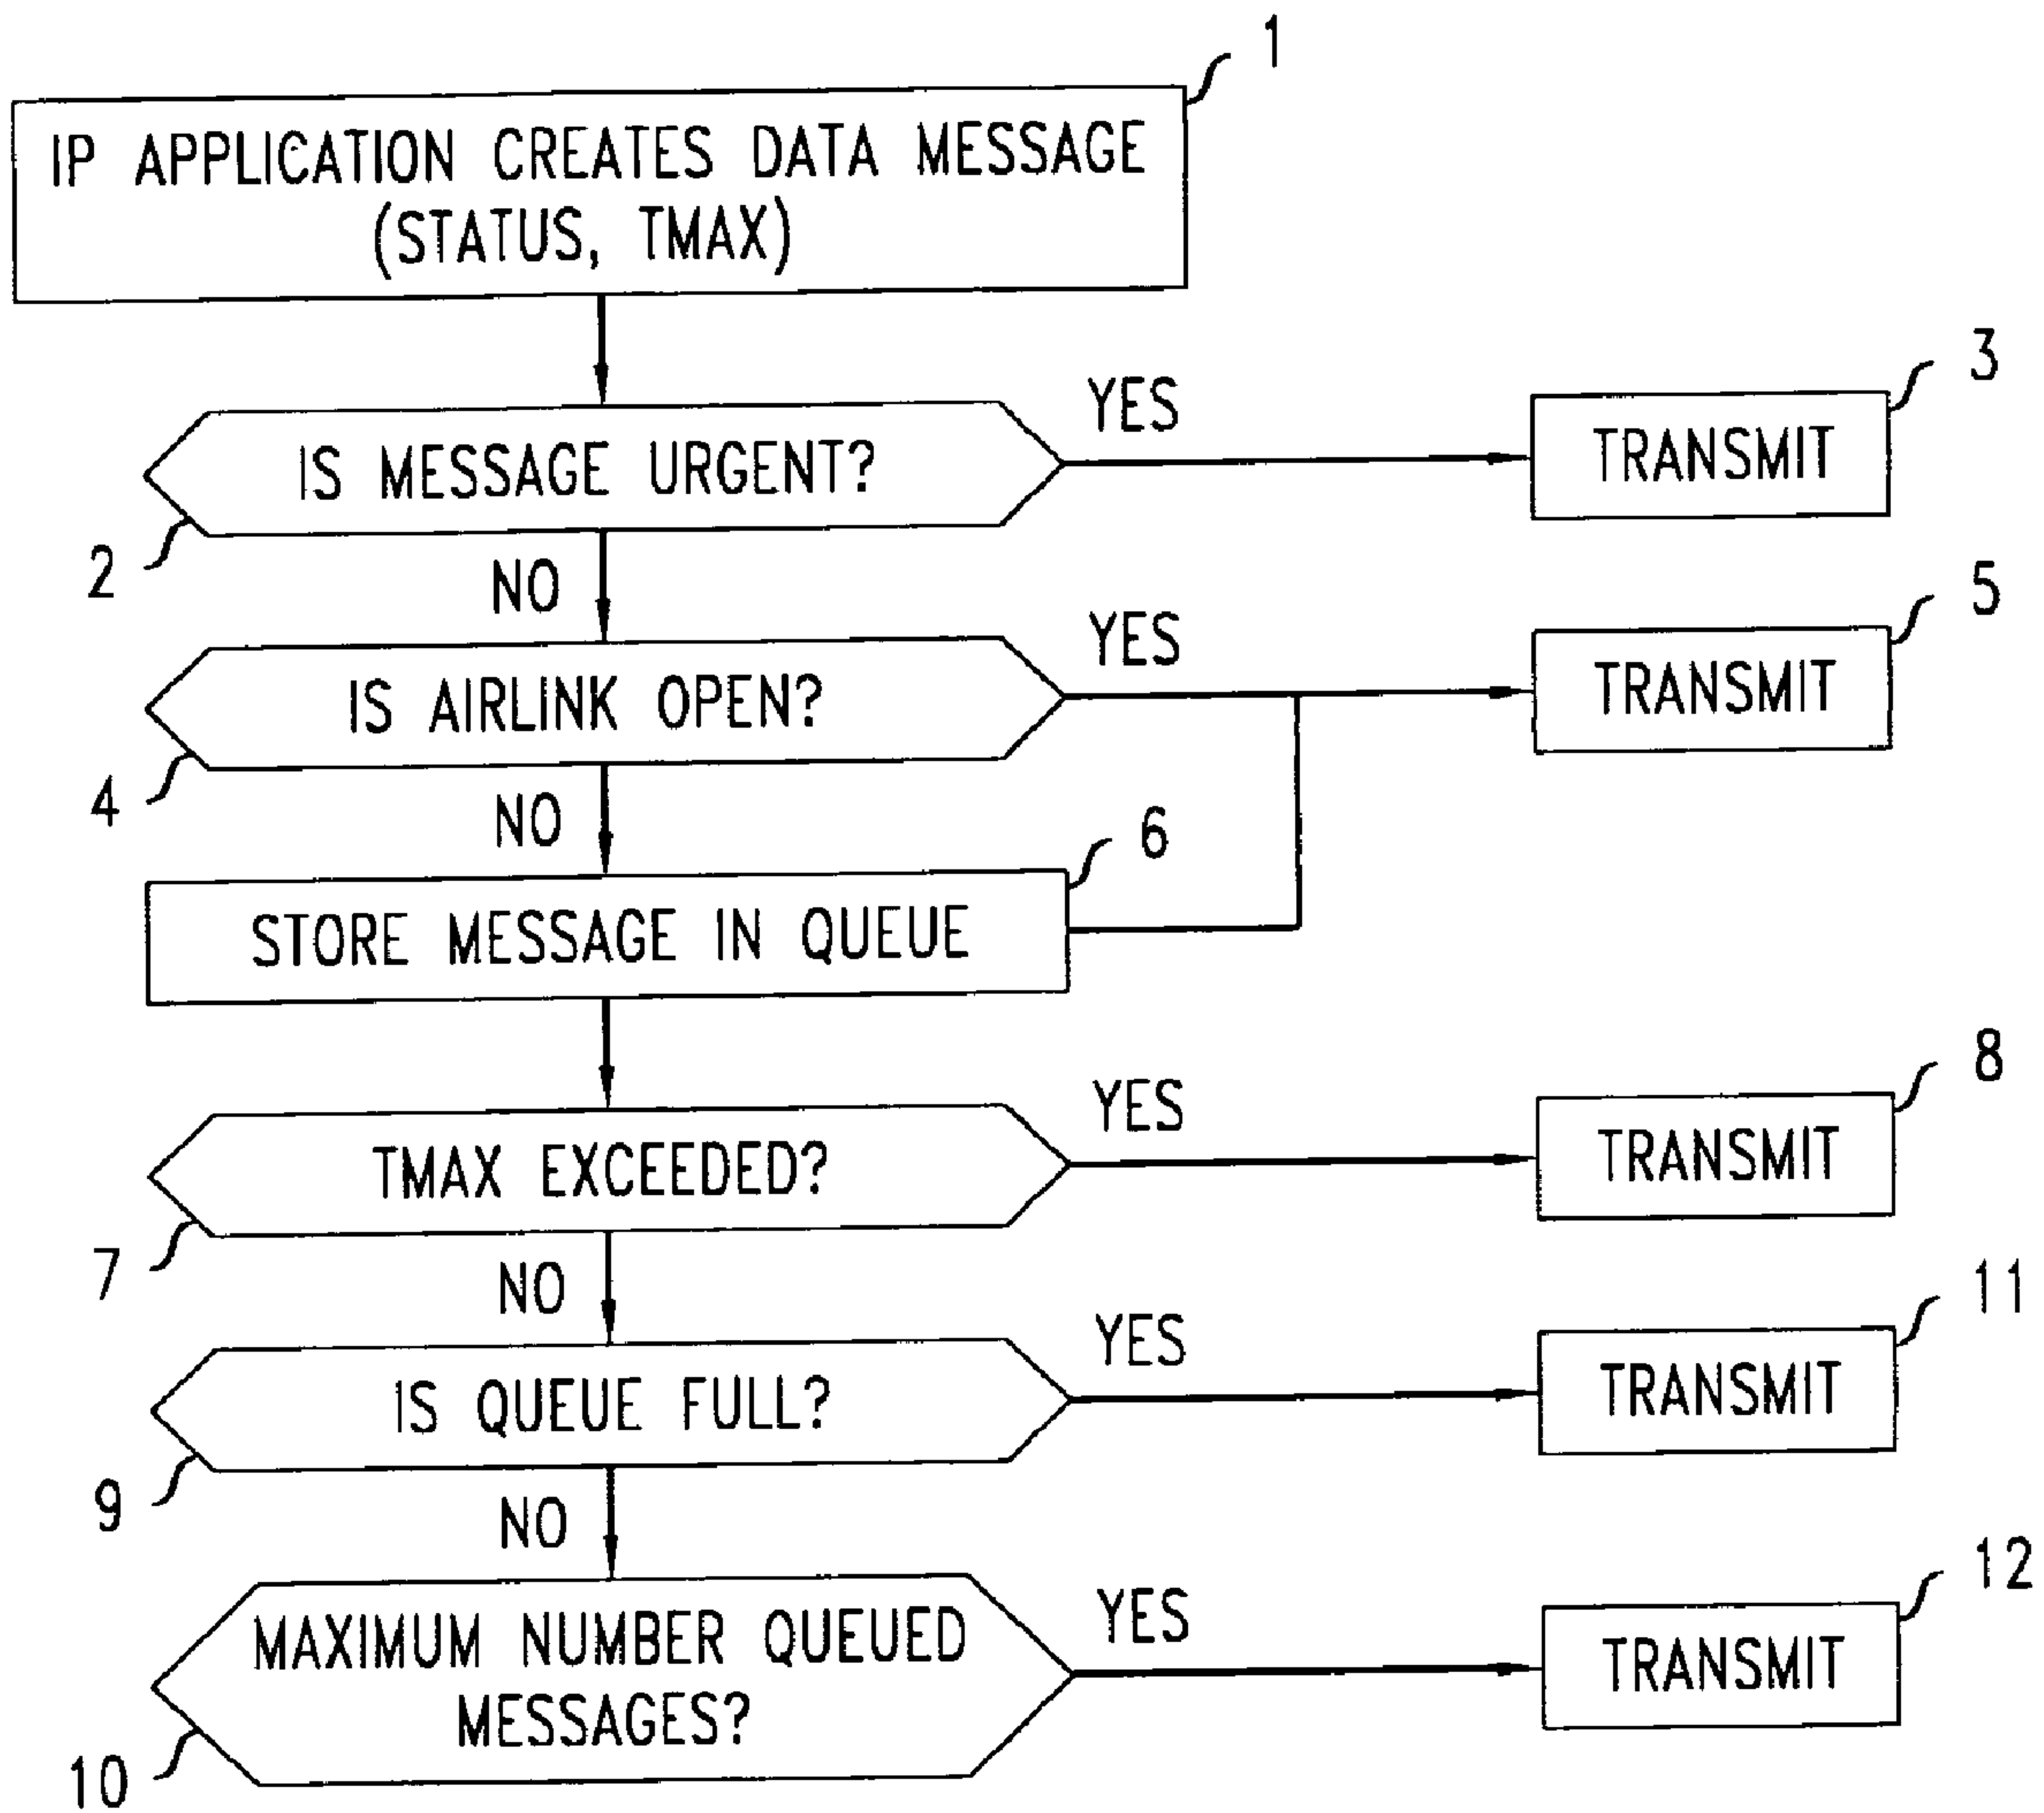 1
IP APPLICATION CREATES DATA MESSAGE
(STATUS, TMAX)
IS MESSAGE URGENT?
2
YES
TRANSMIT
3
NO
IS AIRLINK OPEN?
4
YES
TRANSMIT
5
NO
STORE MESSAGE IN QUEUE
6
TMAX EXCEEDED?
7
YES
TRANSMIT
8
NO
IS QUEUE FULL?
9
YES
TRANSMIT
11
NO
MAXIMUM NUMBER QUEUED
MESSAGES?
10
YES
TRANSMIT
12